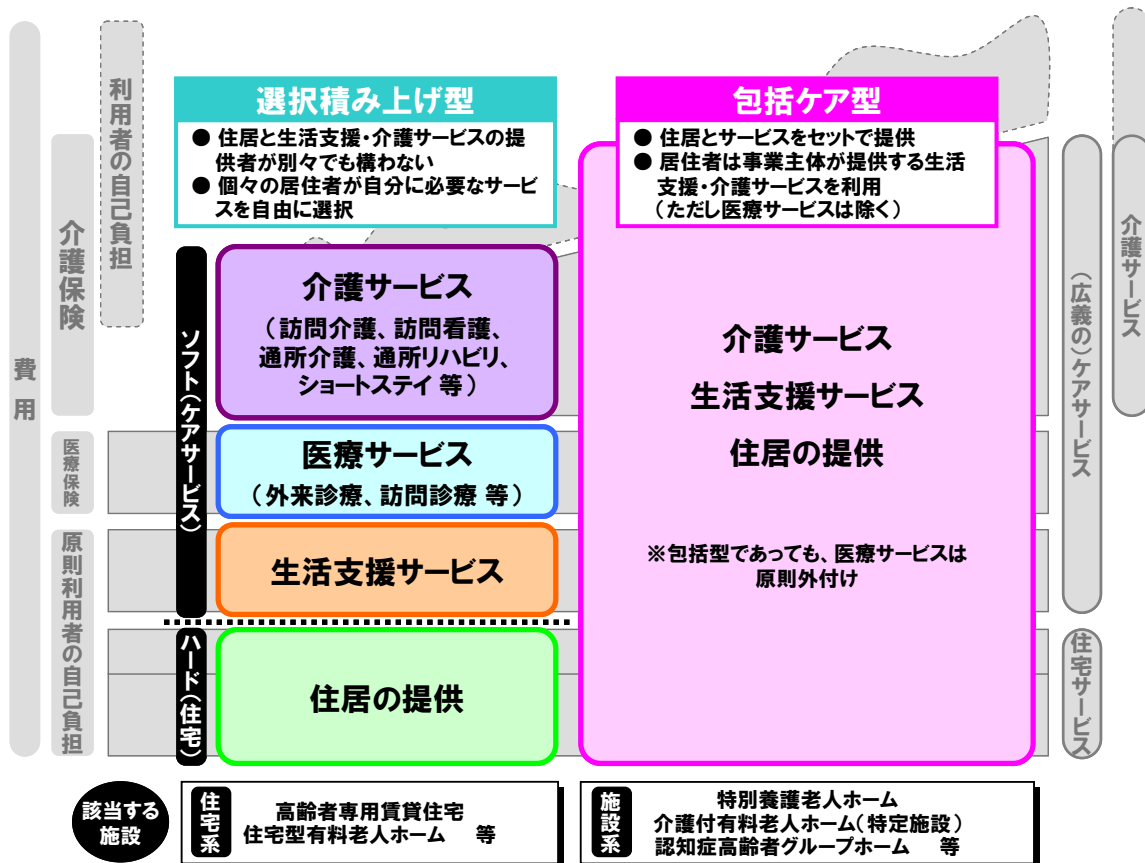 費用
介護保険
医療保険
原則利用者の自己負担
利用者の自己負担
選択積み上げ型
● 住居と生活支援・介護サービスの提
供者が別々でも構わない
● 個々の居住者が自分に必要なサービ
スを自由に選択
ソフト(ケアサービス)
介護サービス
(訪問介護、訪問看護、
通所介護、通所リハビリ、
ショートステイ 等)
医療サービス
(外来診療、訪問診療 等)
生活支援サービス
ハード(住宅)
住居の提供
包括ケア型
● 住居とサービスをセットで提供
● 居住者は事業主体が提供する生活
支援・介護サービスを利用
(ただし医療サービスは除く)
介護サービス
生活支援サービス
住居の提供
※包括型であっても、医療サービスは
原則外付け
(広義の)ケアサービス
住宅サービス
介護サービス
該当する
施設
住宅系
高齢者専用賃貸住宅
住宅型有料老人ホーム 等
施設系
特別養護老人ホーム
介護付有料老人ホーム(特定施設)
認知症高齢者グループホーム 等